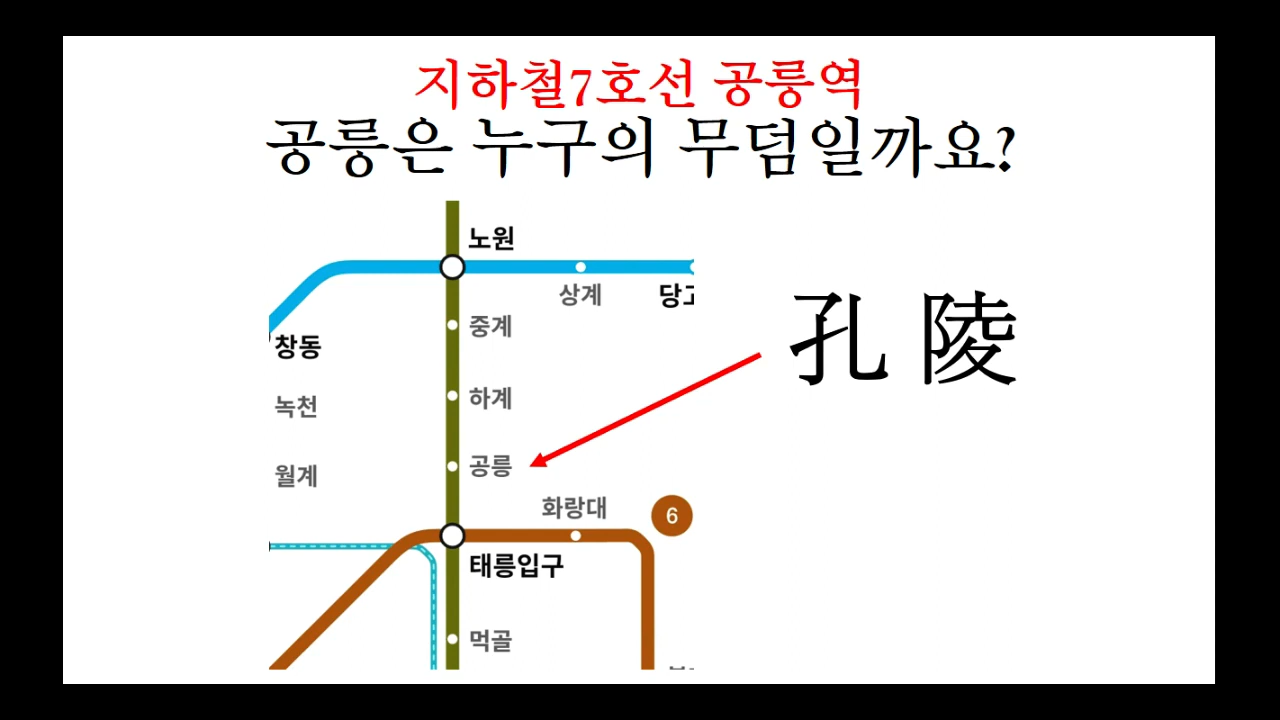 지하철7호선 공릉역
공릉은 누구의 무덤일까요?
노원
상계
당고
중계
창동
하계
녹천
공릉
월계
화랑대
6
태릉입구
먹골
孔 陵